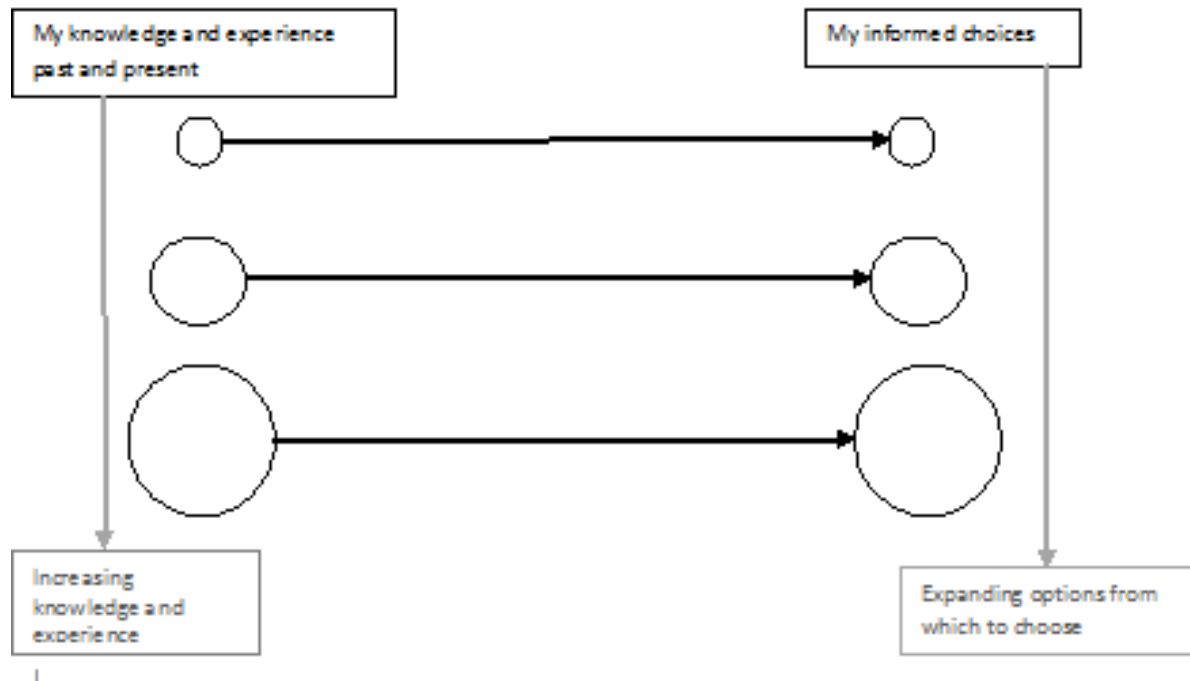 My knowledge and experience
past and present
My informed choices
Increasing
knowledge and
experience
Expanding options from
which to choose